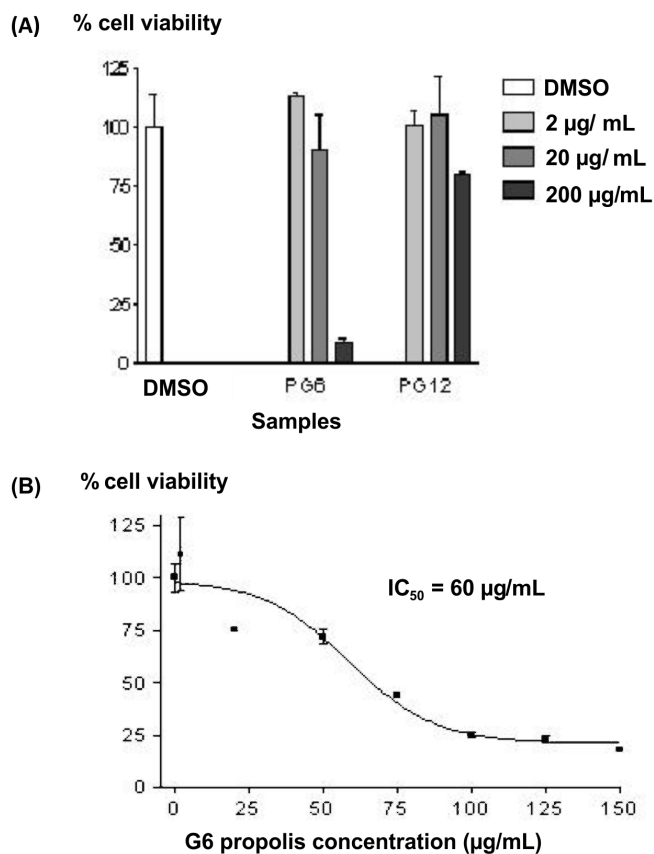 (A)
% cell viability
125
100
75
50
25
0
DMSO
2 µg/ mL
20 µg/ mL
200 µg/mL
DMSO
PG6
PG12
Samples
(B)
% cell viability
125
100
75
50
25
0
IC₅₀ = 60 µg/mL
0
25
50
75
100
125
150
G6 propolis concentration (µg/mL)